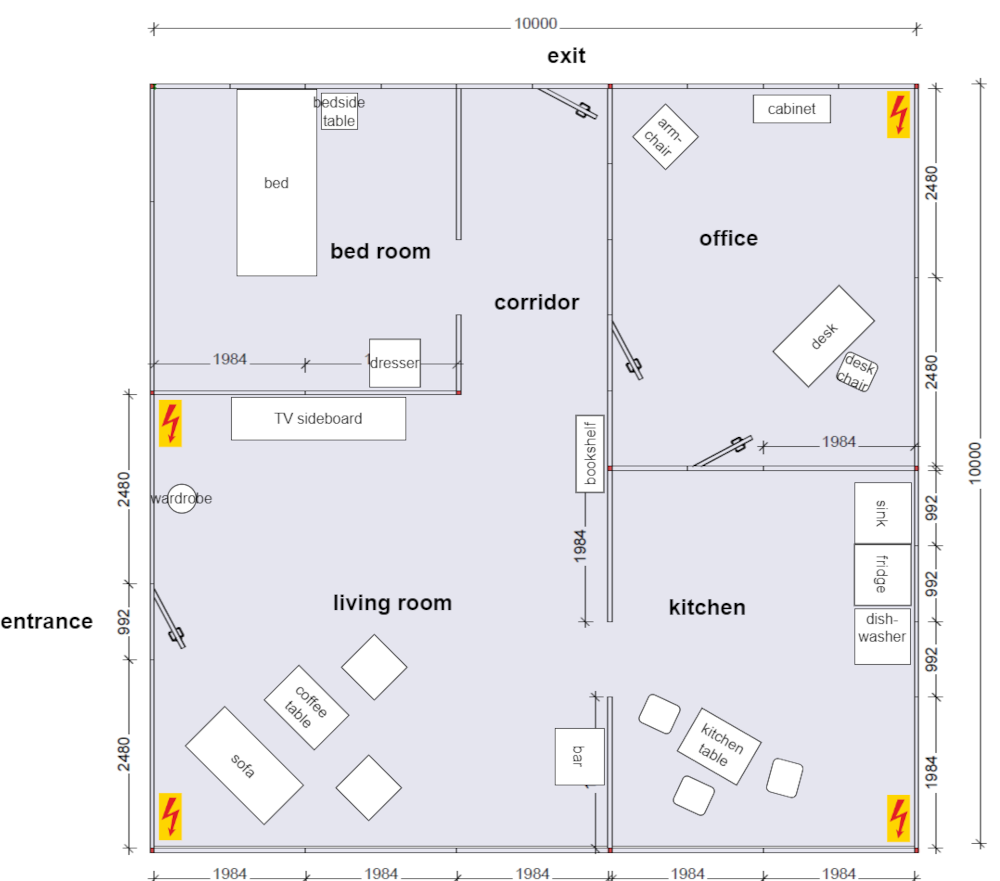 10000
exit
bedside
table
cabinet
arm-
chair
bed
2480
office
bed room
corridor
desk
desk
chair
1984
1
dresser
2480
TV sideboard
1984
bookshelf
10000
2480
wardrobe
sink
992
1984
fridge
992
living room
kitchen
entrance
992
dish-
washer
992
coffee
table
kitchen
table
sofa
bar
2480
1984
1984
1984
1984
1984
1984